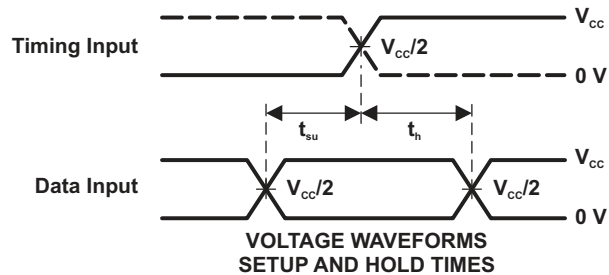 V_CC
Timing Input
V_CC/2
0 V
t_su
t_h
V_CC
Data Input
V_CC/2
V_CC/2
0 V
VOLTAGE WAVEFORMS
SETUP AND HOLD TIMES